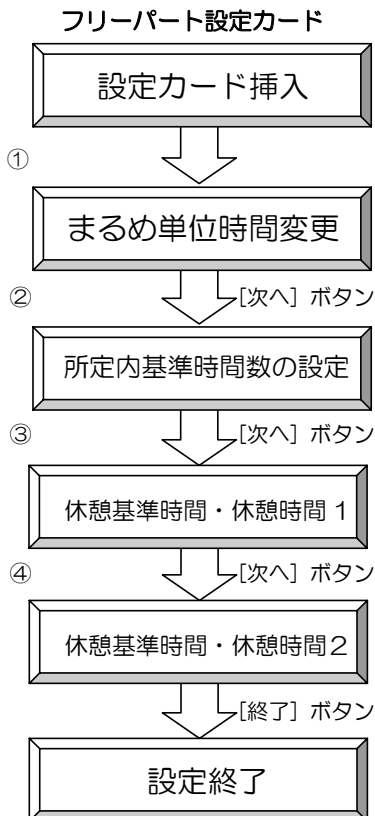 フリーパート設定カード
設定カード挿入
①
まるめ単位時間変更
②
[次へ] ボタン
所定内基準時間数の設定
③
[次へ] ボタン
休憩基準時間・休憩時間１
④
[次へ] ボタン
休憩基準時間・休憩時間２
[終了] ボタン
設定終了